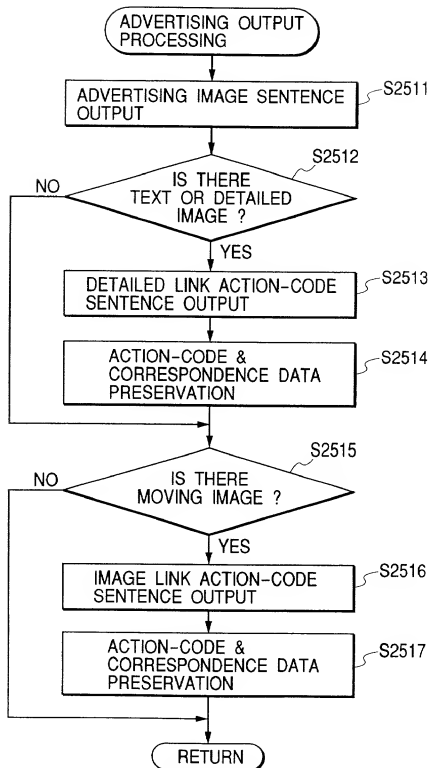 ADVERTISING OUTPUT
PROCESSING
S2511
ADVERTISING IMAGE SENTENCE
OUTPUT
S2512
NO
IS THERE
TEXT OR DETAILED
IMAGE ?
YES
S2513
DETAILED LINK ACTION-CODE
SENTENCE OUTPUT
S2514
ACTION-CODE &
CORRESPONDENCE DATA
PRESERVATION
S2515
NO
IS THERE
MOVING IMAGE ?
YES
S2516
IMAGE LINK ACTION-CODE
SENTENCE OUTPUT
S2517
ACTION-CODE &
CORRESPONDENCE DATA
PRESERVATION
RETURN